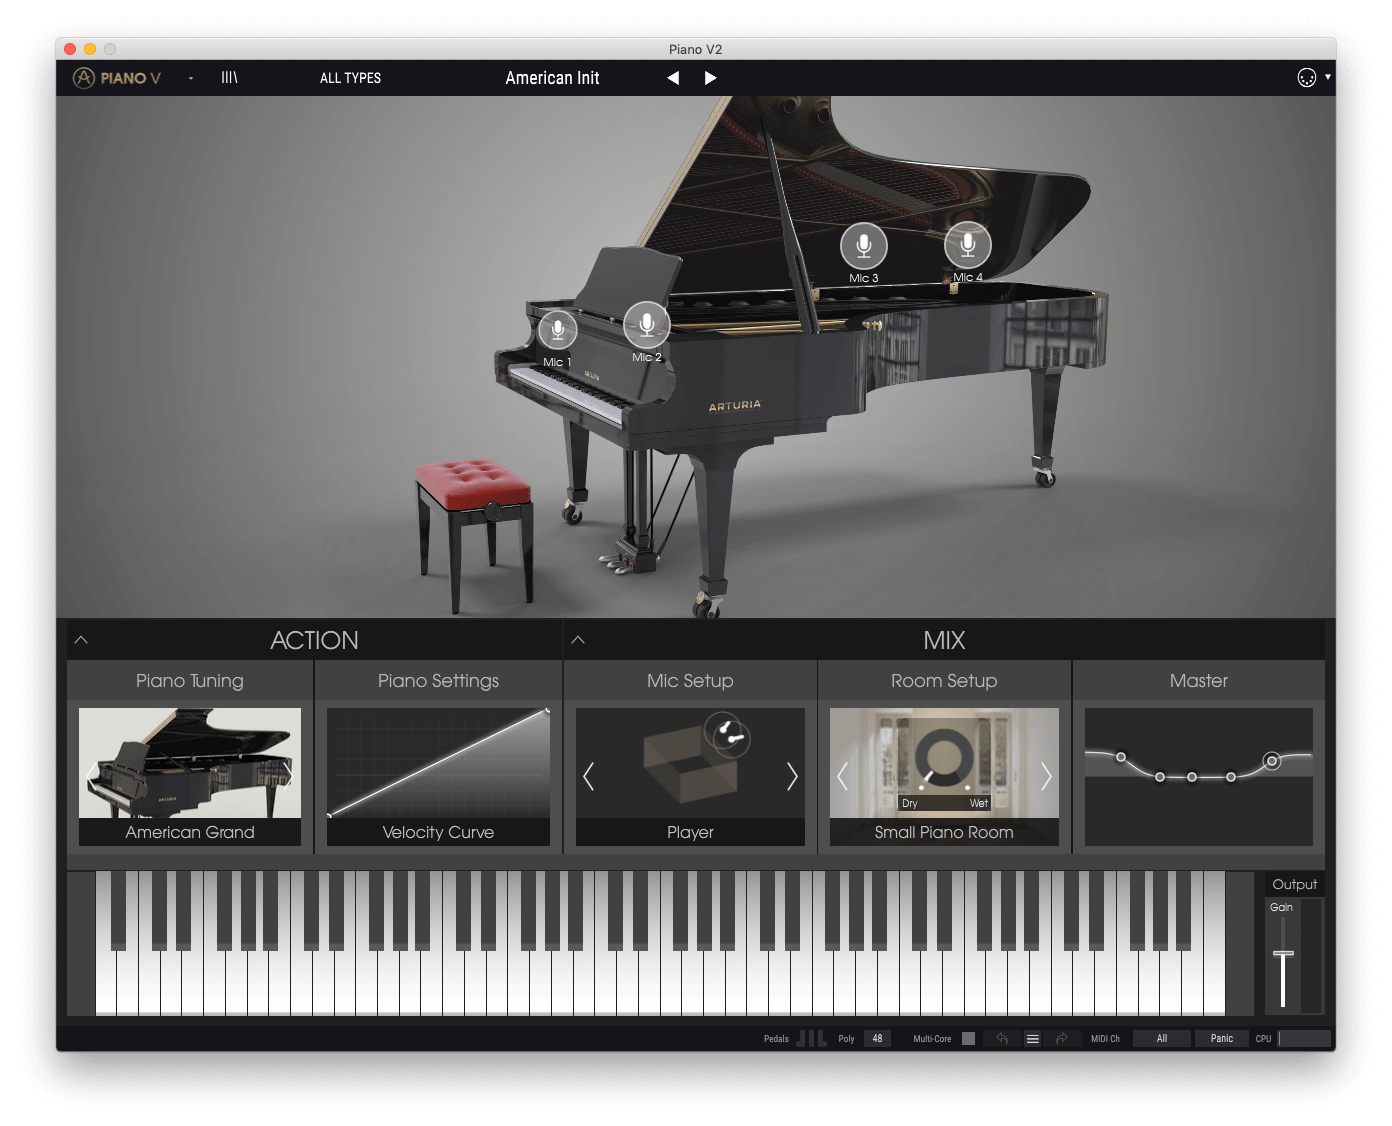 Piano V2
PIANO V
ALL TYPES
American Init
Mic 3
Mic 4
Mic 1
Mic 2
ARTURIA
ACTION
MIX
Piano Tuning
Piano Settings
Mic Setup
Room Setup
Master
Dry
Wet
American Grand
Velocity Curve
Player
Small Piano Room
Output
Gain
Pedals
Poly
48
Multi-Core
MIDI Ch
All
Panic
CPU